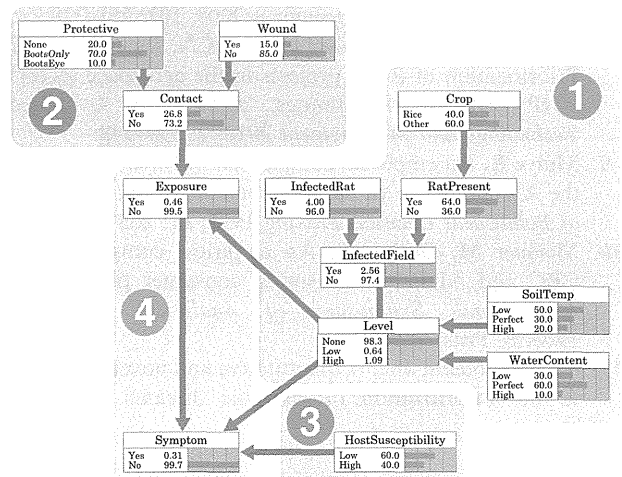 Protective
None 20.0
BootsOnly 70.0
BootsEye 10.0
Wound
Yes 15.0
No 85.0
2
Contact
Yes 26.8
No 73.2
1
Crop
Rice 40.0
Other 60.0
Exposure
Yes 0.46
No 99.5
InfectedRat
Yes 4.00
No 96.0
RatPresent
Yes 64.0
No 36.0
InfectedField
Yes 2.56
No 97.4
4
Level
None 98.3
Low 0.64
High 1.09
SoilTemp
Low 50.0
Perfect 30.0
High 20.0
WaterContent
Low 30.0
Perfect 60.0
High 10.0
3
Symptom
Yes 0.31
No 99.7
HostSusceptibility
Low 60.0
High 40.0